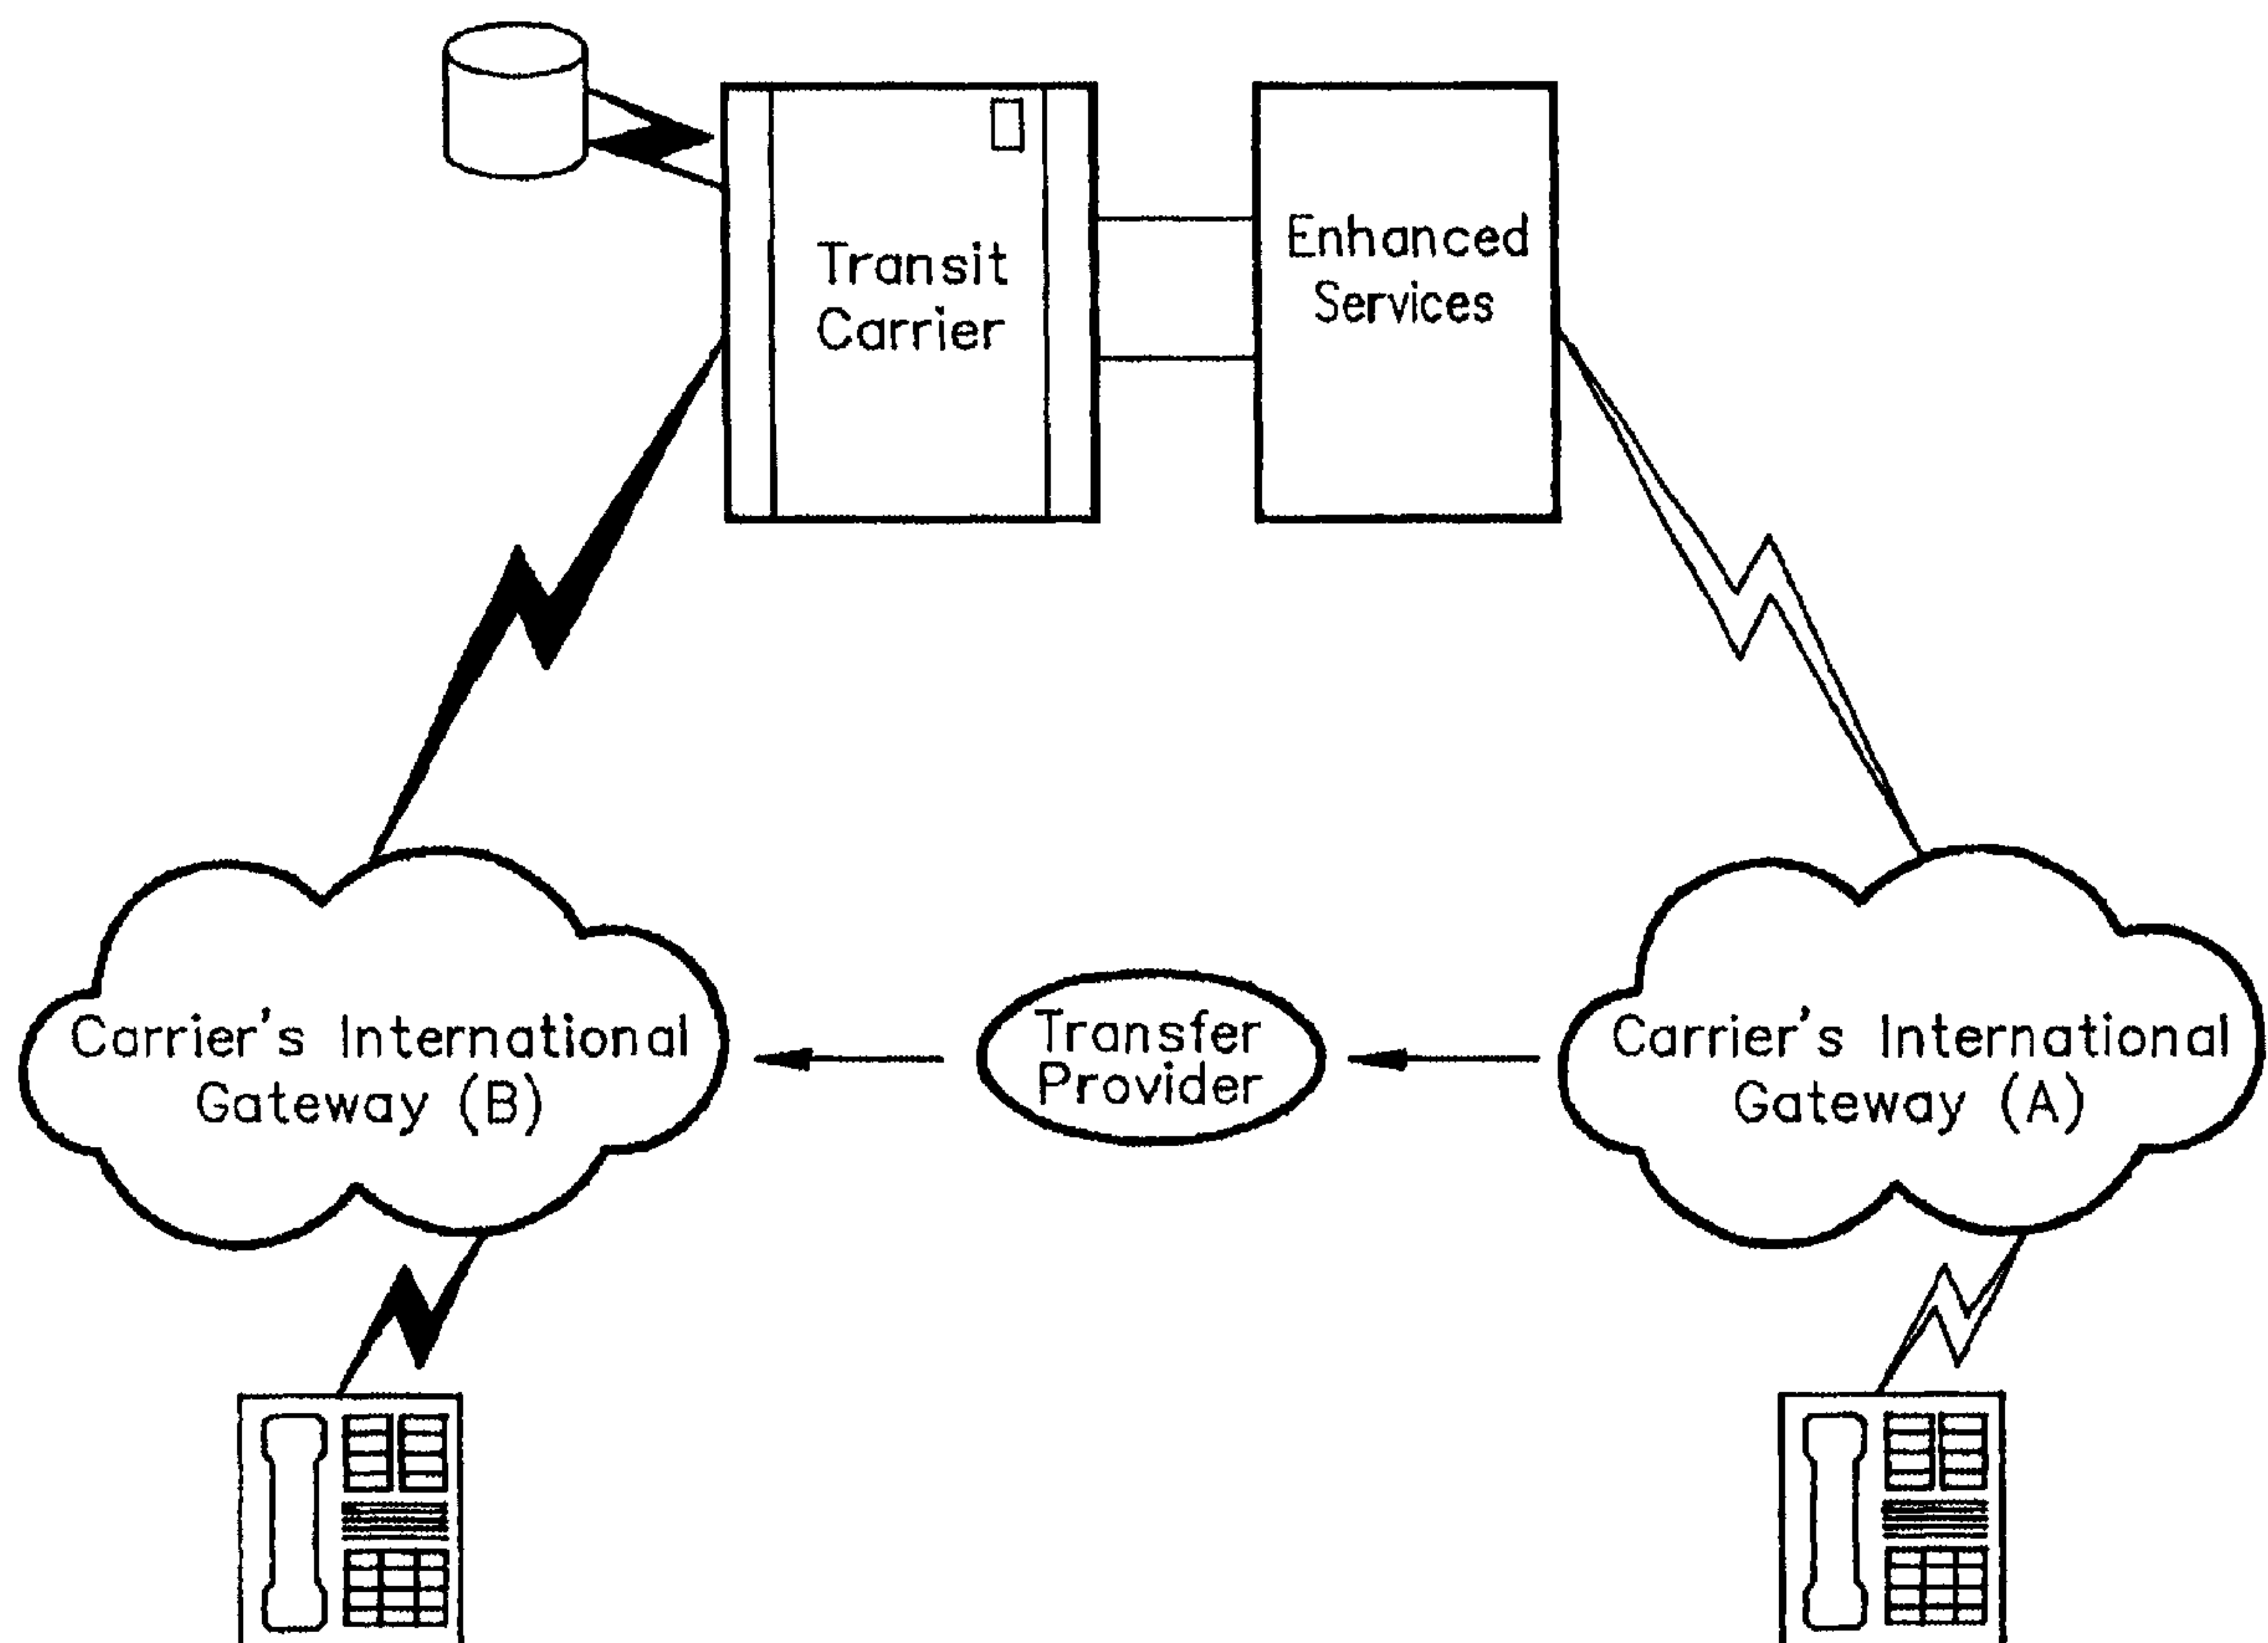 Transit
Carrier
Enhanced
Services
Carrier's International
Gateway (B)
Transfer
Provider
Carrier's International
Gateway (A)